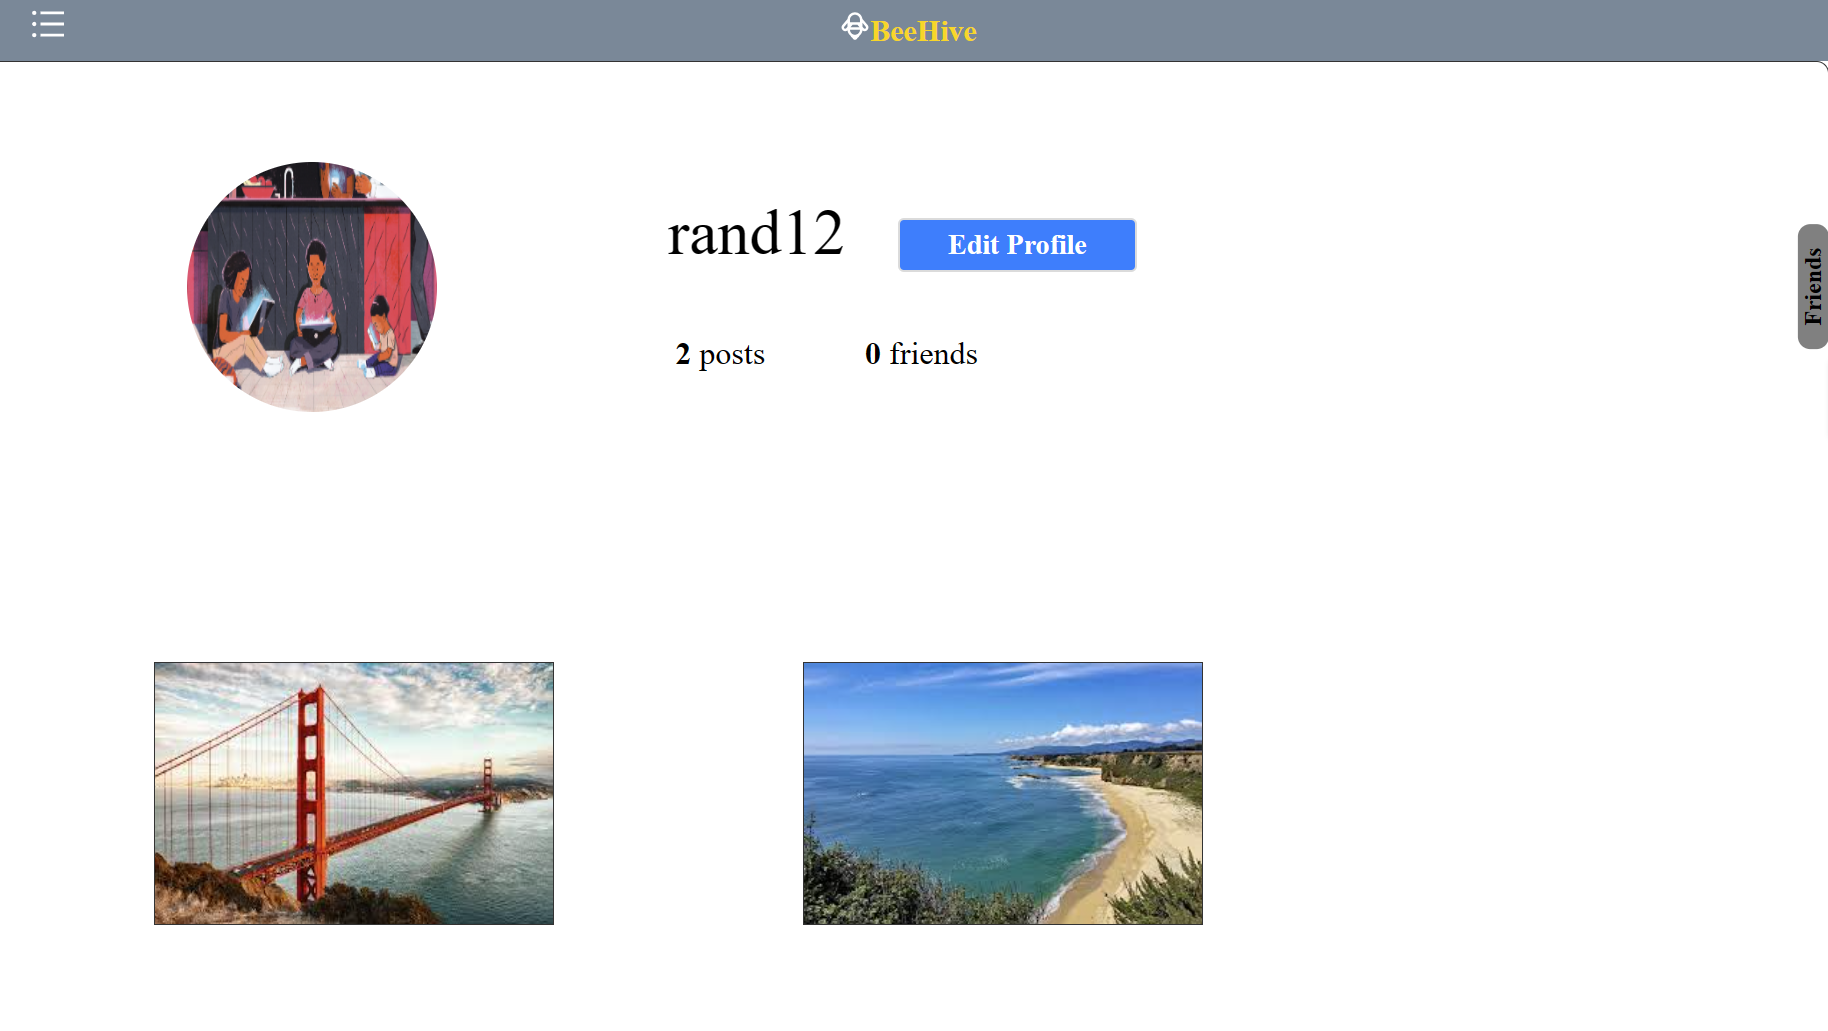 BeeHive
rand12
Edit Profile
2 posts
0 friends
Friends